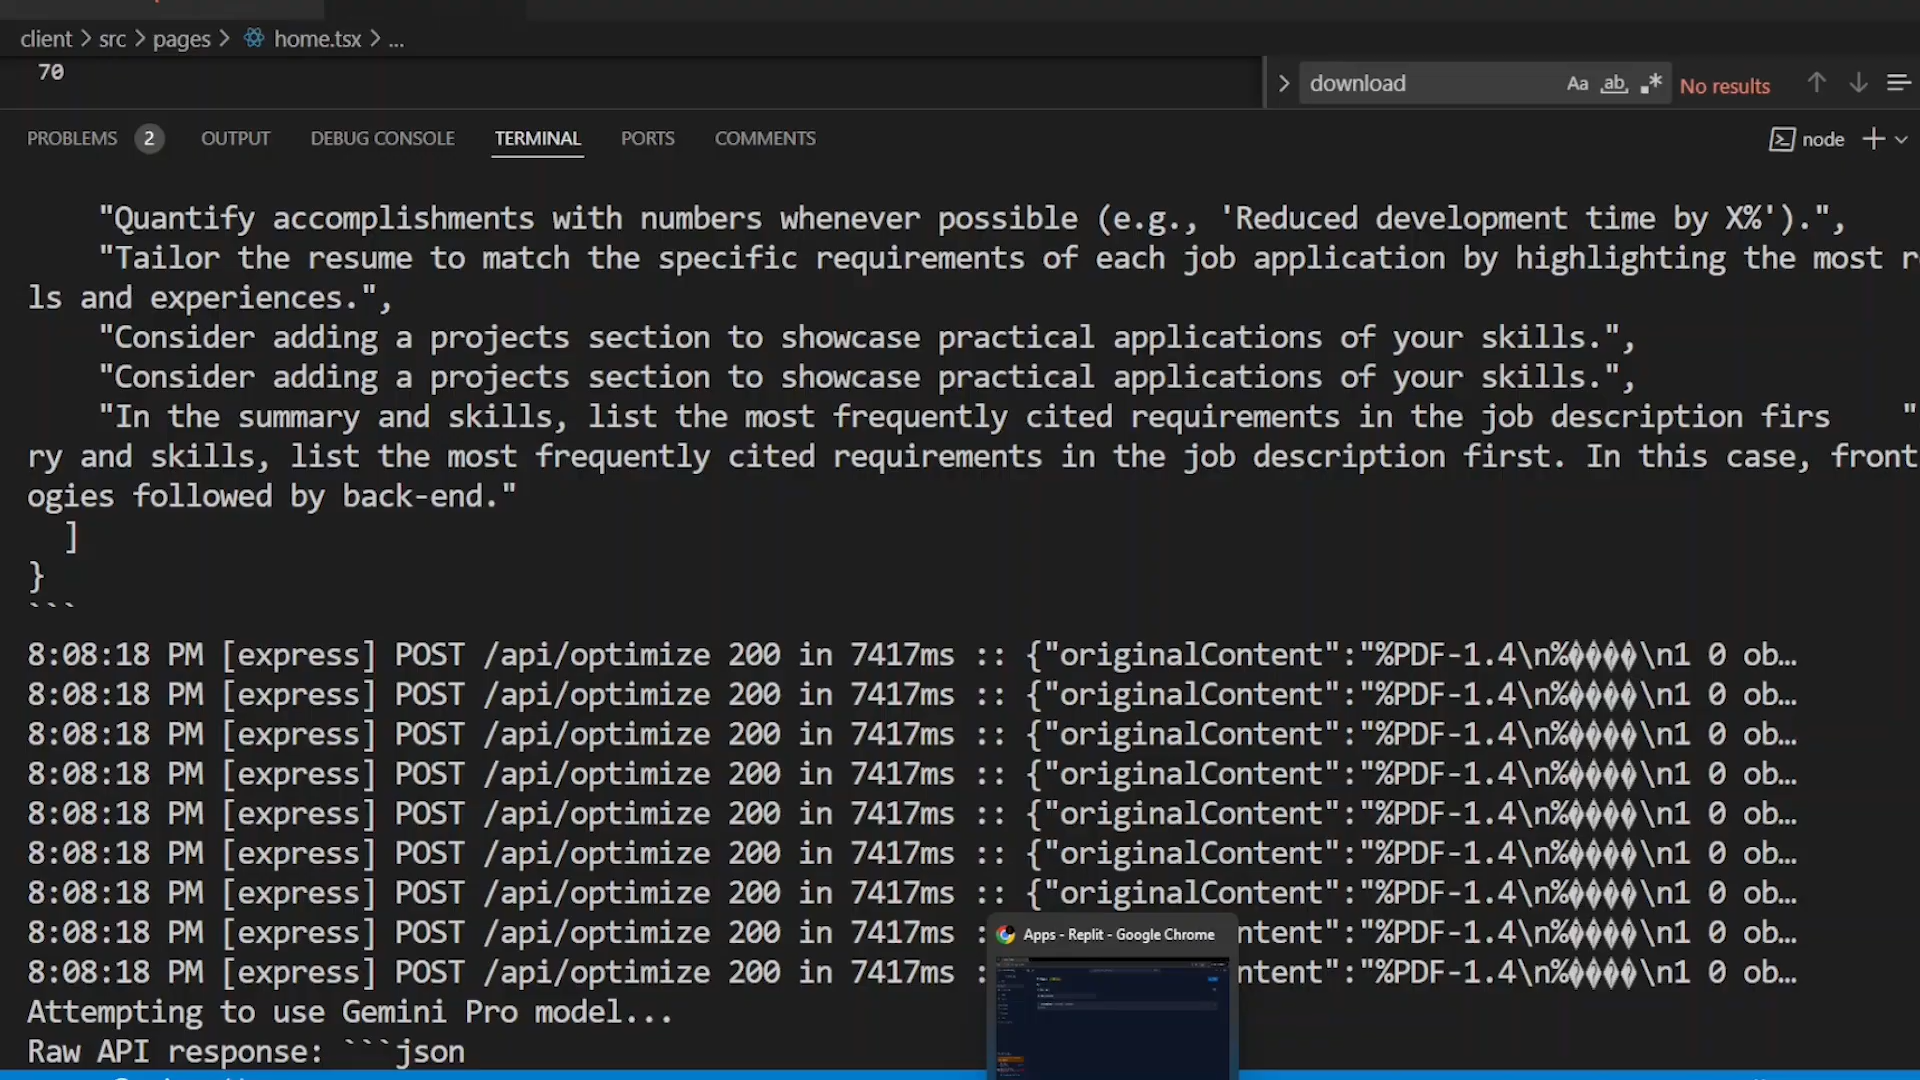 client > src > pages > home.tsx > ...
70
download Aa ab .* No results
PROBLEMS 2 OUTPUT DEBUG CONSOLE TERMINAL PORTS COMMENTS node
"Quantify accomplishments with numbers whenever possible (e.g., 'Reduced development time by X%').",
"Tailor the resume to match the specific requirements of each job application by highlighting the most
ls and experiences.",
"Consider adding a projects section to showcase practical applications of your skills.",
"Consider adding a projects section to showcase practical applications of your skills.",
"In the summary and skills, list the most frequently cited requirements in the job description firs "
ry and skills, list the most frequently cited requirements in the job description first. In this case, front
ogies followed by back-end."
]
}
```
8:08:18 PM [express] POST /api/optimize 200 in 7417ms :: {"originalContent":"%PDF-1.4\n%����\n1 0 ob…
8:08:18 PM [express] POST /api/optimize 200 in 7417ms :: {"originalContent":"%PDF-1.4\n%����\n1 0 ob…
8:08:18 PM [express] POST /api/optimize 200 in 7417ms :: {"originalContent":"%PDF-1.4\n%����\n1 0 ob…
8:08:18 PM [express] POST /api/optimize 200 in 7417ms :: {"originalContent":"%PDF-1.4\n%����\n1 0 ob…
8:08:18 PM [express] POST /api/optimize 200 in 7417ms :: {"originalContent":"%PDF-1.4\n%����\n1 0 ob…
8:08:18 PM [express] POST /api/optimize 200 in 7417ms :: {"originalContent":"%PDF-1.4\n%����\n1 0 ob…
8:08:18 PM [express] POST /api/optimize 200 in 7417ms :: {"originalContent":"%PDF-1.4\n%����\n1 0 ob…
8:08:18 PM [express] POST /api/optimize 200 in 7417ms : ntent":"%PDF-1.4\n%����\n1 0 ob…
Apps - Replit - Google Chrome
8:08:18 PM [express] POST /api/optimize 200 in 7417ms : ntent":"%PDF-1.4\n%����\n1 0 ob…
Attempting to use Gemini Pro model...
Raw API response: ```json